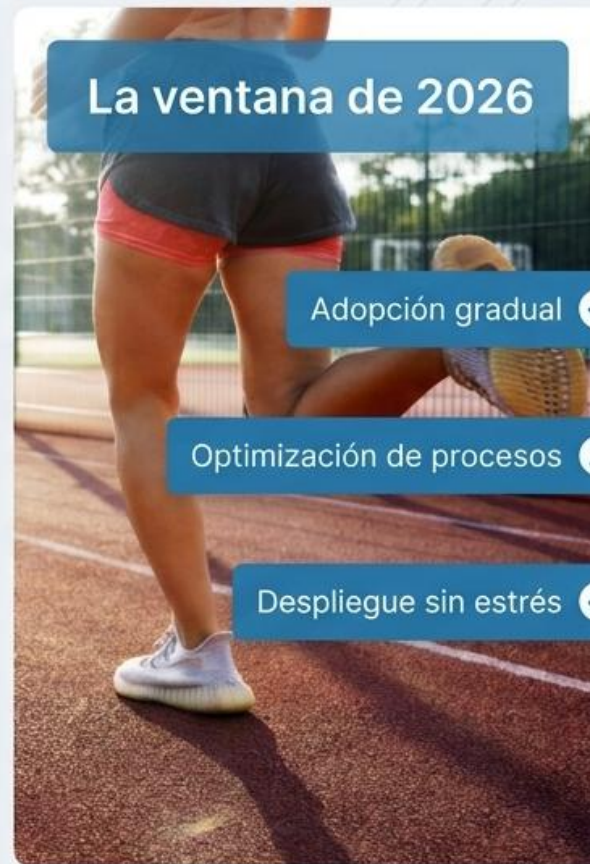 La ventana de 2026
Adopción gradual
Optimización de procesos
Despliegue sin estrés